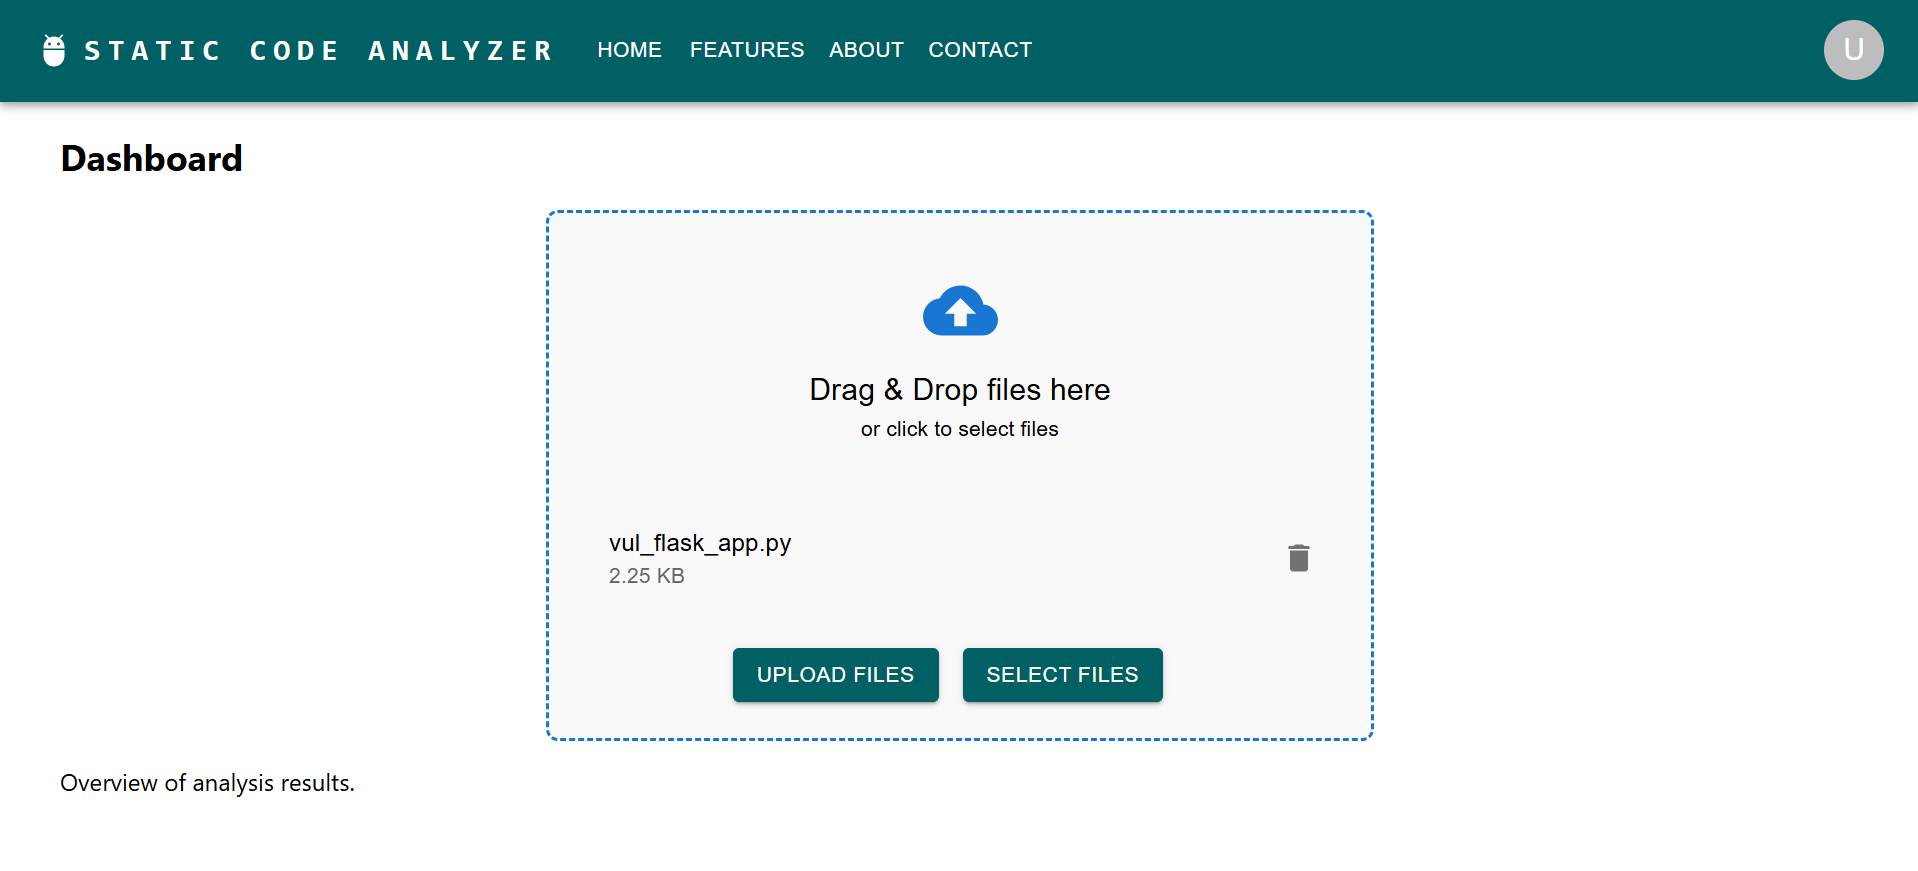 STATIC CODE ANALYZER HOME FEATURES ABOUT CONTACT U
Dashboard
Drag & Drop files here
or click to select files
vul_flask_app.py
2.25 KB
UPLOAD FILES SELECT FILES
Overview of analysis results.